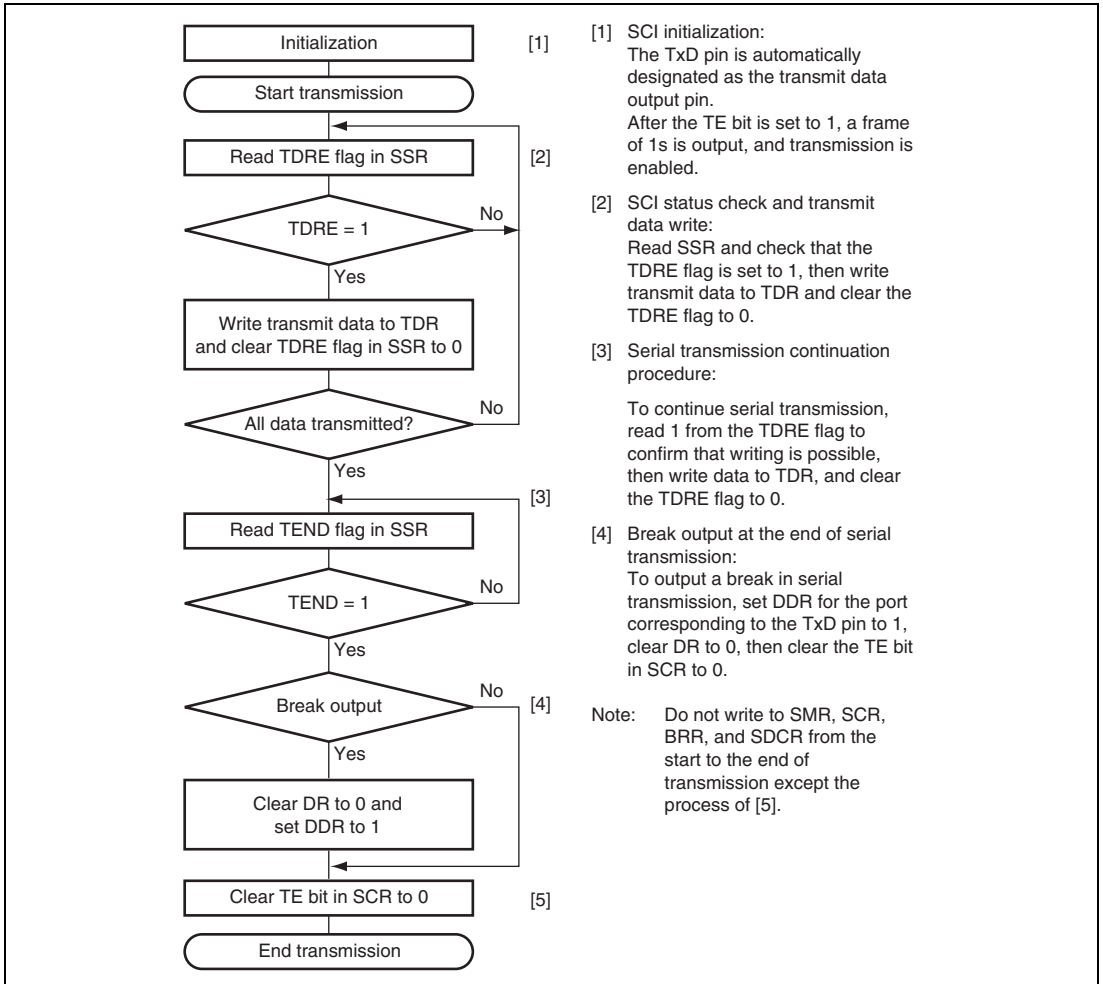 Initialization
[1]
Start transmission
Read TDRE flag in SSR
[2]
TDRE = 1
No
Yes
Write transmit data to TDR
and clear TDRE flag in SSR to 0
All data transmitted?
No
Yes
[3]
Read TEND flag in SSR
TEND = 1
No
Yes
Break output
No
[4]
Yes
Clear DR to 0 and
set DDR to 1
Clear TE bit in SCR to 0
[5]
End transmission
[1] SCI initialization:
The TxD pin is automatically
designated as the transmit data
output pin.
After the TE bit is set to 1, a frame
of 1s is output, and transmission is
enabled.
[2] SCI status check and transmit
data write:
Read SSR and check that the
TDRE flag is set to 1, then write
transmit data to TDR and clear the
TDRE flag to 0.
[3] Serial transmission continuation
procedure:
To continue serial transmission,
read 1 from the TDRE flag to
confirm that writing is possible,
then write data to TDR, and clear
the TDRE flag to 0.
[4] Break output at the end of serial
transmission:
To output a break in serial
transmission, set DDR for the port
corresponding to the TxD pin to 1,
clear DR to 0, then clear the TE bit
in SCR to 0.
Note: Do not write to SMR, SCR,
BRR, and SDCR from the
start to the end of
transmission except the
process of [5].